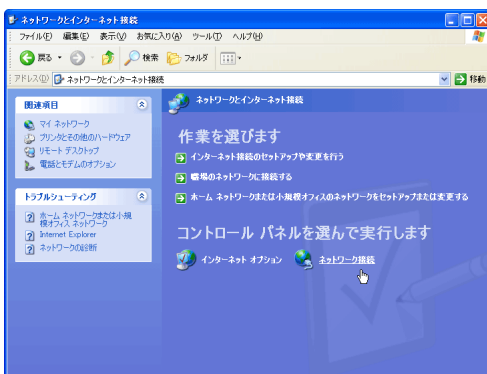 ネットワークとインターネット接続
ファイル(F) 編集(E) 表示(V) お気に入り(A) ツール(T) ヘルプ(H)
戻る 検索 フォルダ
アドレス(D) ネットワークとインターネット接続 移動
関連項目
マイ ネットワーク
プリンタとその他のハードウェア
リモート デスクトップ
電話とモデムのオプション
トラブルシューティング
ホーム ネットワークまたは小規
模オフィス ネットワーク
Internet Explorer
ネットワークの診断
ネットワークとインターネット接続
作業を選びます
インターネット接続のセットアップや変更を行う
職場のネットワークに接続する
ホーム ネットワークまたは小規模オフィスのネットワークをセットアップまたは変更する
コントロール パネルを選んで実行します
インターネット オプション ネットワーク接続